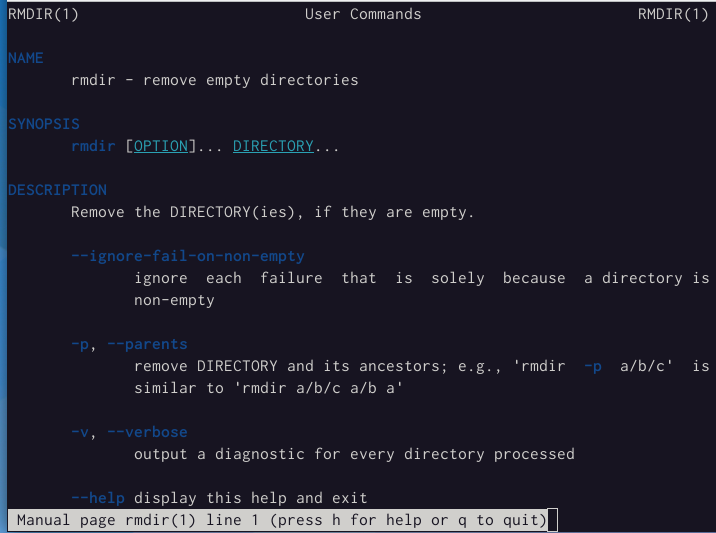 RMDIR(1) User Commands RMDIR(1)
NAME
rmdir - remove empty directories
SYNOPSIS
rmdir [OPTION]... DIRECTORY...
DESCRIPTION
Remove the DIRECTORY(ies), if they are empty.
--ignore-fail-on-non-empty
ignore each failure that is solely because a directory is
non-empty
-p, --parents
remove DIRECTORY and its ancestors; e.g., 'rmdir -p a/b/c' is
similar to 'rmdir a/b/c a/b a'
-v, --verbose
output a diagnostic for every directory processed
--help display this help and exit
Manual page rmdir(1) line 1 (press h for help or q to quit)